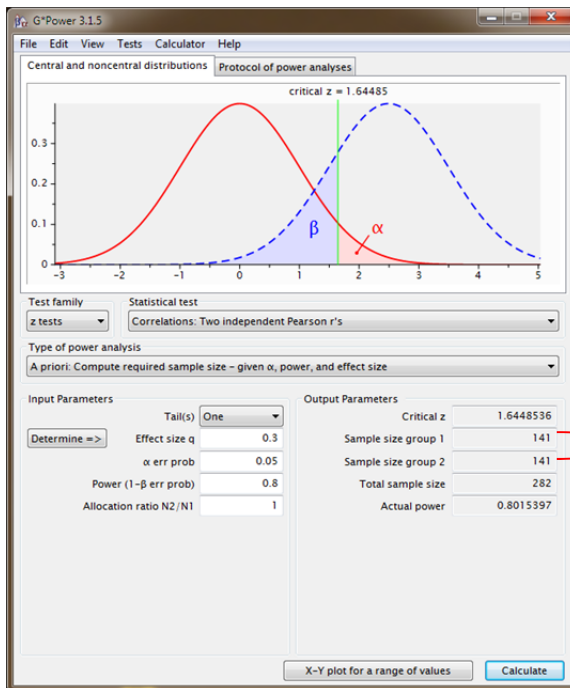 G*Power 3.1.5
File Edit View Tests Calculator Help
Central and noncentral distributions Protocol of power analyses
critical z = 1.64485
0.3
0.2
0.1
0
β
α
-3 -2 -1 0 1 2 3 4 5
Test family Statistical test
z tests Correlations: Two independent Pearson r's
Type of power analysis
A priori: Compute required sample size – given α, power, and effect size
Input Parameters Output Parameters
Tail(s) One Critical z 1.6448536
Determine => Effect size q 0.3 Sample size group 1 141
α err prob 0.05 Sample size group 2 141
Power (1-β err prob) 0.8 Total sample size 282
Allocation ratio N2/N1 1 Actual power 0.8015397
X-Y plot for a range of values Calculate